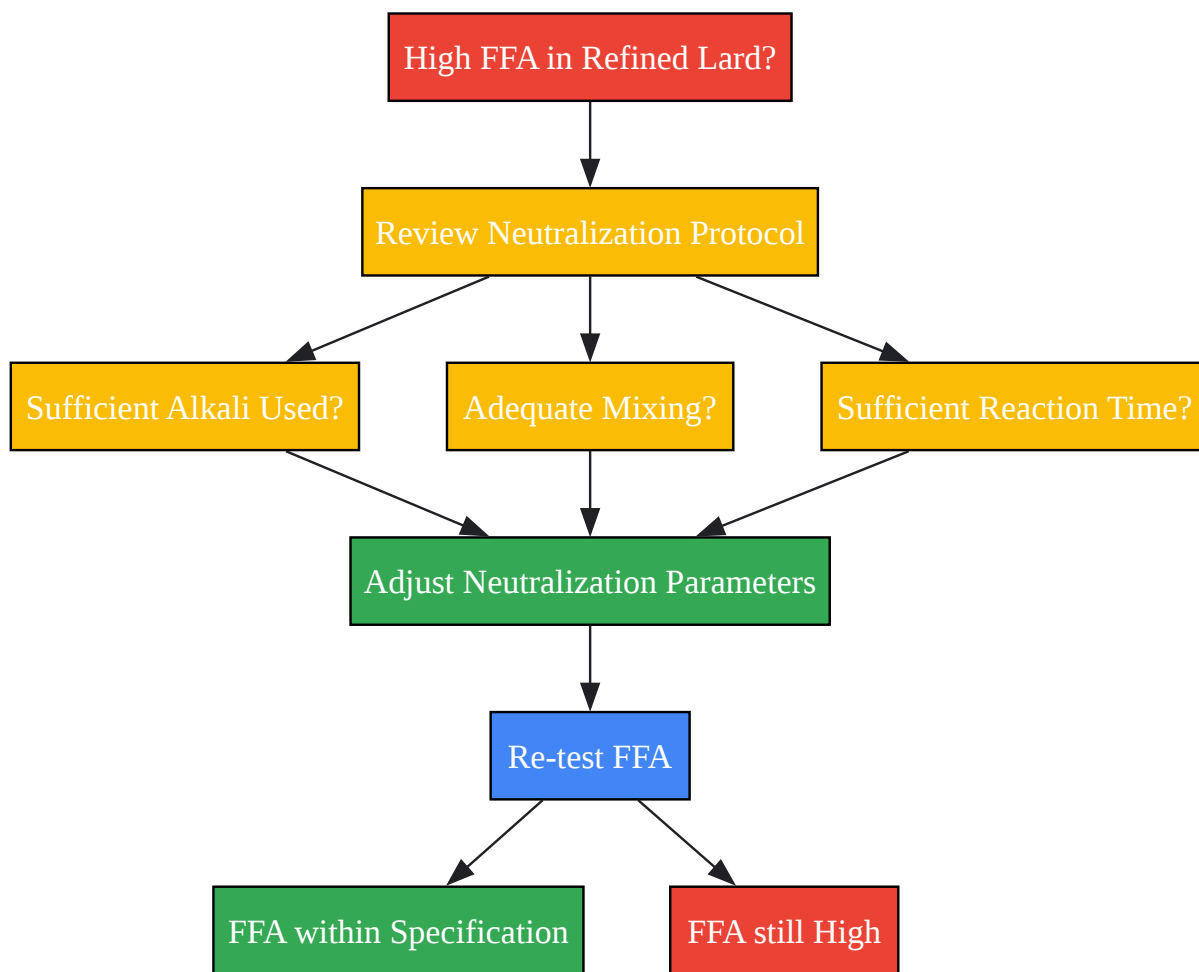 High FFA in Refined Lard?
Review Neutralization Protocol
Sufficient Alkali Used?
Adequate Mixing?
Sufficient Reaction Time?
Adjust Neutralization Parameters
Re-test FFA
FFA within Specification
FFA still High